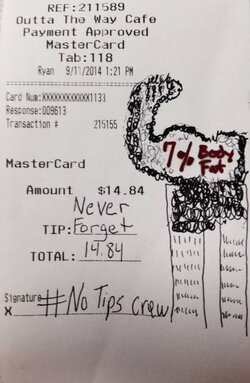 REF:211589
Outta The Way Cafe
Payment Approved
MasterCard
Tab:118
Ryan 9/11/2014 1:21 PM
Card Num:XXXXXXXXXXXX1133
Response:009613
Transaction # 215155
7% Body
Fat
MasterCard
Amount $14.84
Never
TIP: Forget
TOTAL: 14.84
Signature
X #No Tips crew